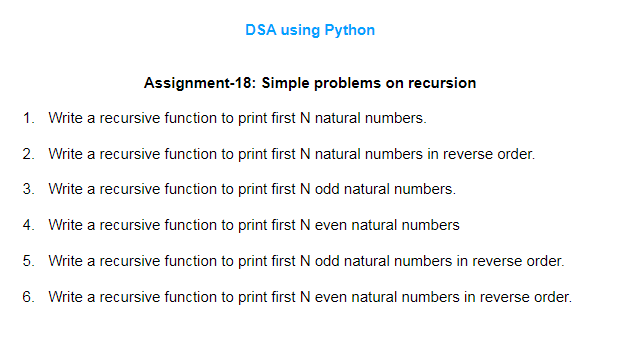 DSA using Python
Assignment-18: Simple problems on recursion
1. Write a recursive function to print first N natural numbers.
2. Write a recursive function to print first N natural numbers in reverse order.
3. Write a recursive function to print first N odd natural numbers.
4. Write a recursive function to print first N even natural numbers
5. Write a recursive function to print first N odd natural numbers in reverse order.
6. Write a recursive function to print first N even natural numbers in reverse order.